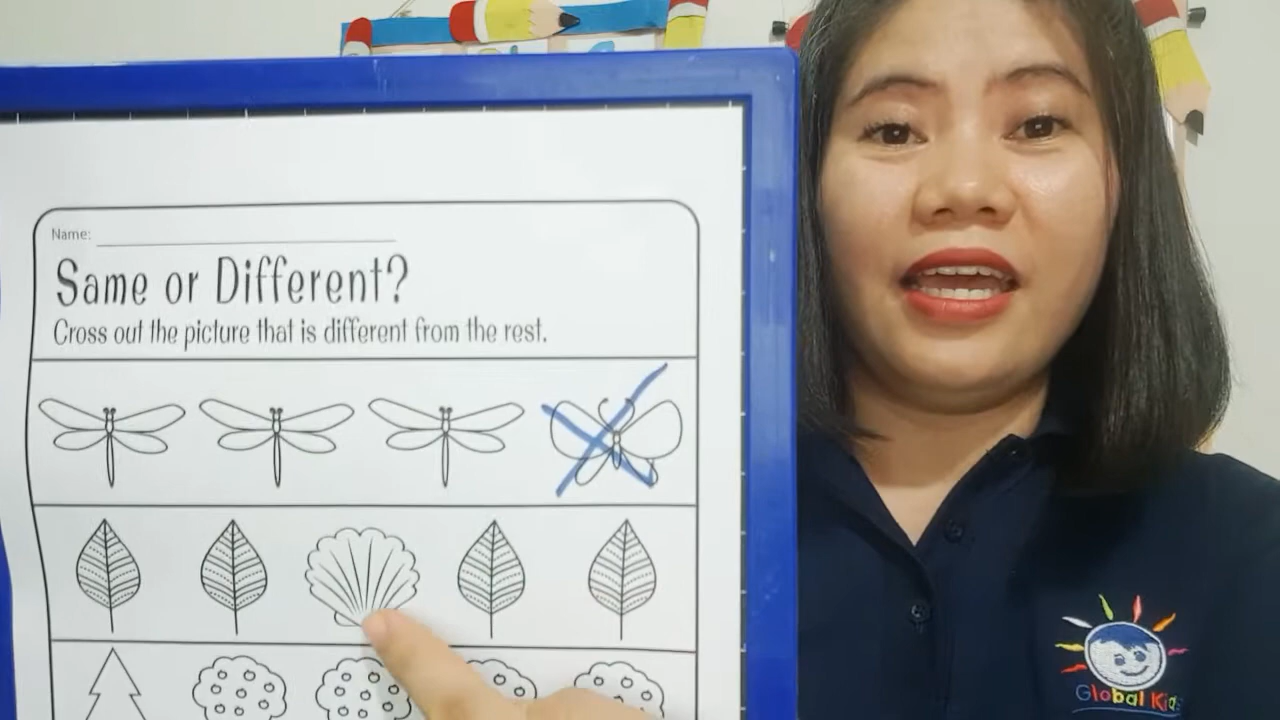 Name:
Same or Different?
Cross out the picture that is different from the rest.
Global Kids